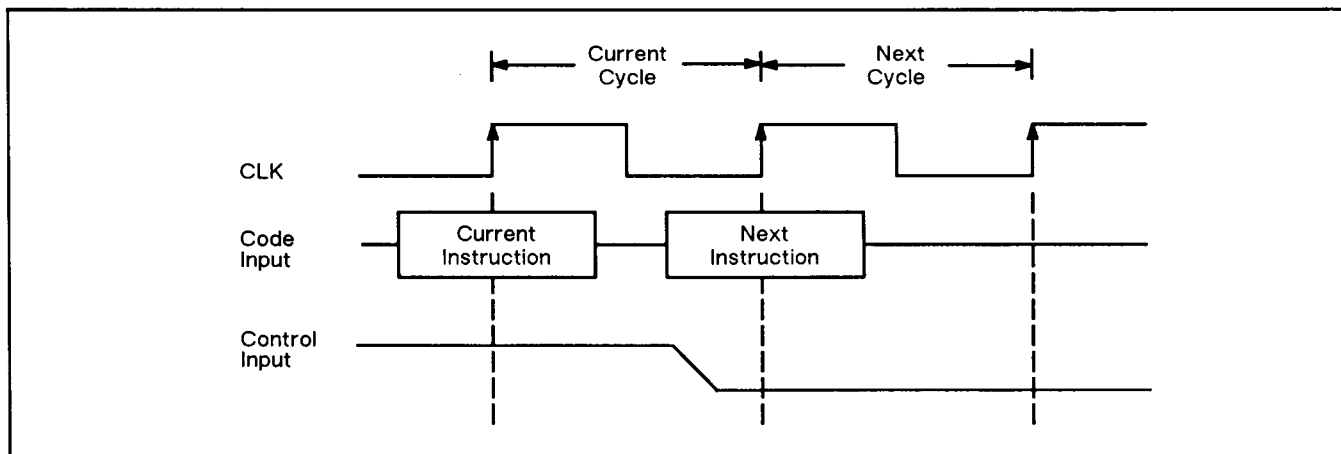 Current
Cycle
Next
Cycle
CLK
Code
Input
Current
Instruction
Next
Instruction
Control
Input